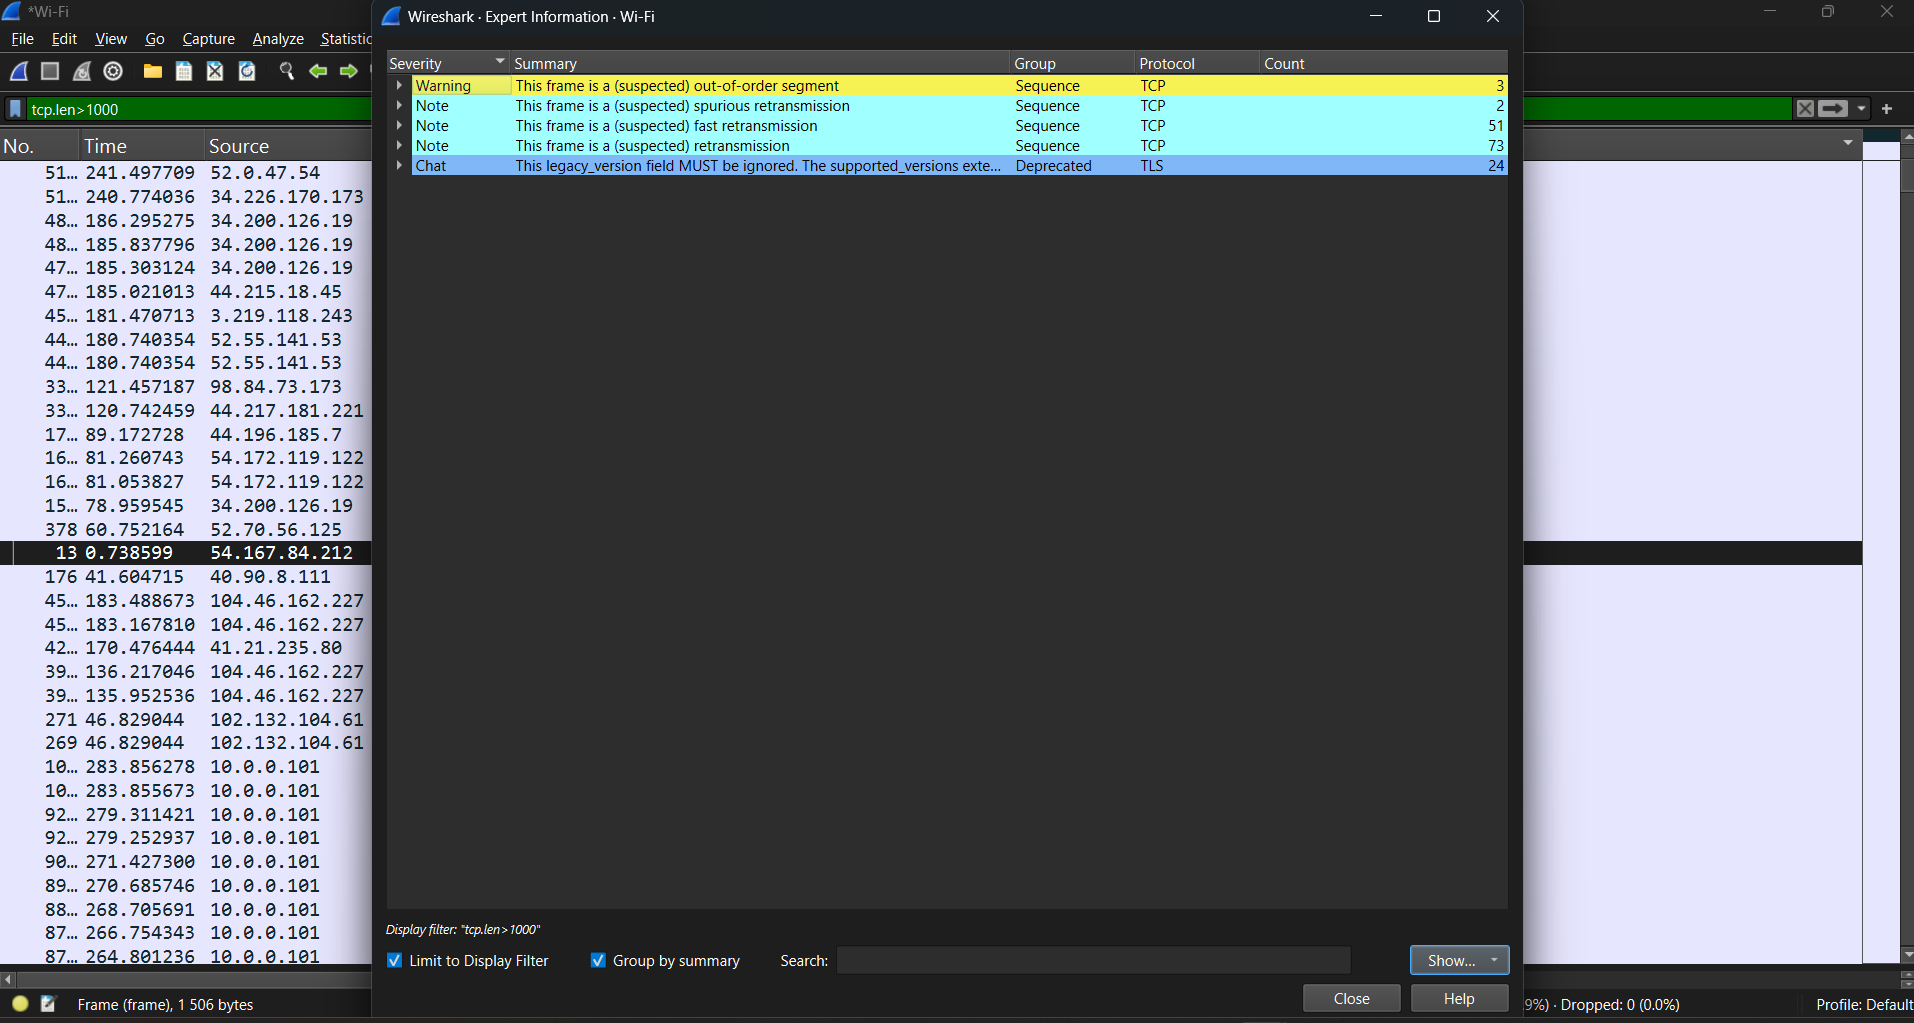 *Wi-Fi
Wireshark · Expert Information · Wi-Fi
File Edit View Go Capture Analyze Statistic
tcp.len>1000
Severity Summary Group Protocol Count
Warning This frame is a (suspected) out-of-order segment Sequence TCP 3
Note This frame is a (suspected) spurious retransmission Sequence TCP 2
Note This frame is a (suspected) fast retransmission Sequence TCP 51
Note This frame is a (suspected) retransmission Sequence TCP 73
Chat This legacy_version field MUST be ignored. The supported_versions exte... Deprecated TLS 24
No. Time Source
51... 241.497709 52.0.47.54
51... 240.774036 34.226.170.173
48... 186.295275 34.200.126.19
48... 185.837796 34.200.126.19
47... 185.303124 34.200.126.19
47... 185.021013 44.215.18.45
45... 181.470713 3.219.118.243
44... 180.740354 52.55.141.53
44... 180.740354 52.55.141.53
33... 121.457187 98.84.73.173
33... 120.742459 44.217.181.221
17... 89.172728 44.196.185.7
16... 81.260743 54.172.119.122
16... 81.053827 54.172.119.122
15... 78.959545 34.200.126.19
378 60.752164 52.70.56.125
13 0.738599 54.167.84.212
176 41.604715 40.90.8.111
45... 183.488673 104.46.162.227
45... 183.167810 104.46.162.227
42... 170.476444 41.21.235.80
39... 136.217046 104.46.162.227
39... 135.952536 104.46.162.227
271 46.829044 102.132.104.61
269 46.829044 102.132.104.61
10... 283.856278 10.0.0.101
10... 283.855673 10.0.0.101
92... 279.311421 10.0.0.101
92... 279.252937 10.0.0.101
90... 271.427300 10.0.0.101
89... 270.685746 10.0.0.101
88... 268.705691 10.0.0.101
87... 266.754343 10.0.0.101
87... 264.801236 10.0.0.101
Display filter: "tcp.len>1000"
Limit to Display Filter Group by summary Search: Show...
Close Help
Frame (frame), 1 506 bytes
9%) · Dropped: 0 (0.0%) Profile: Default